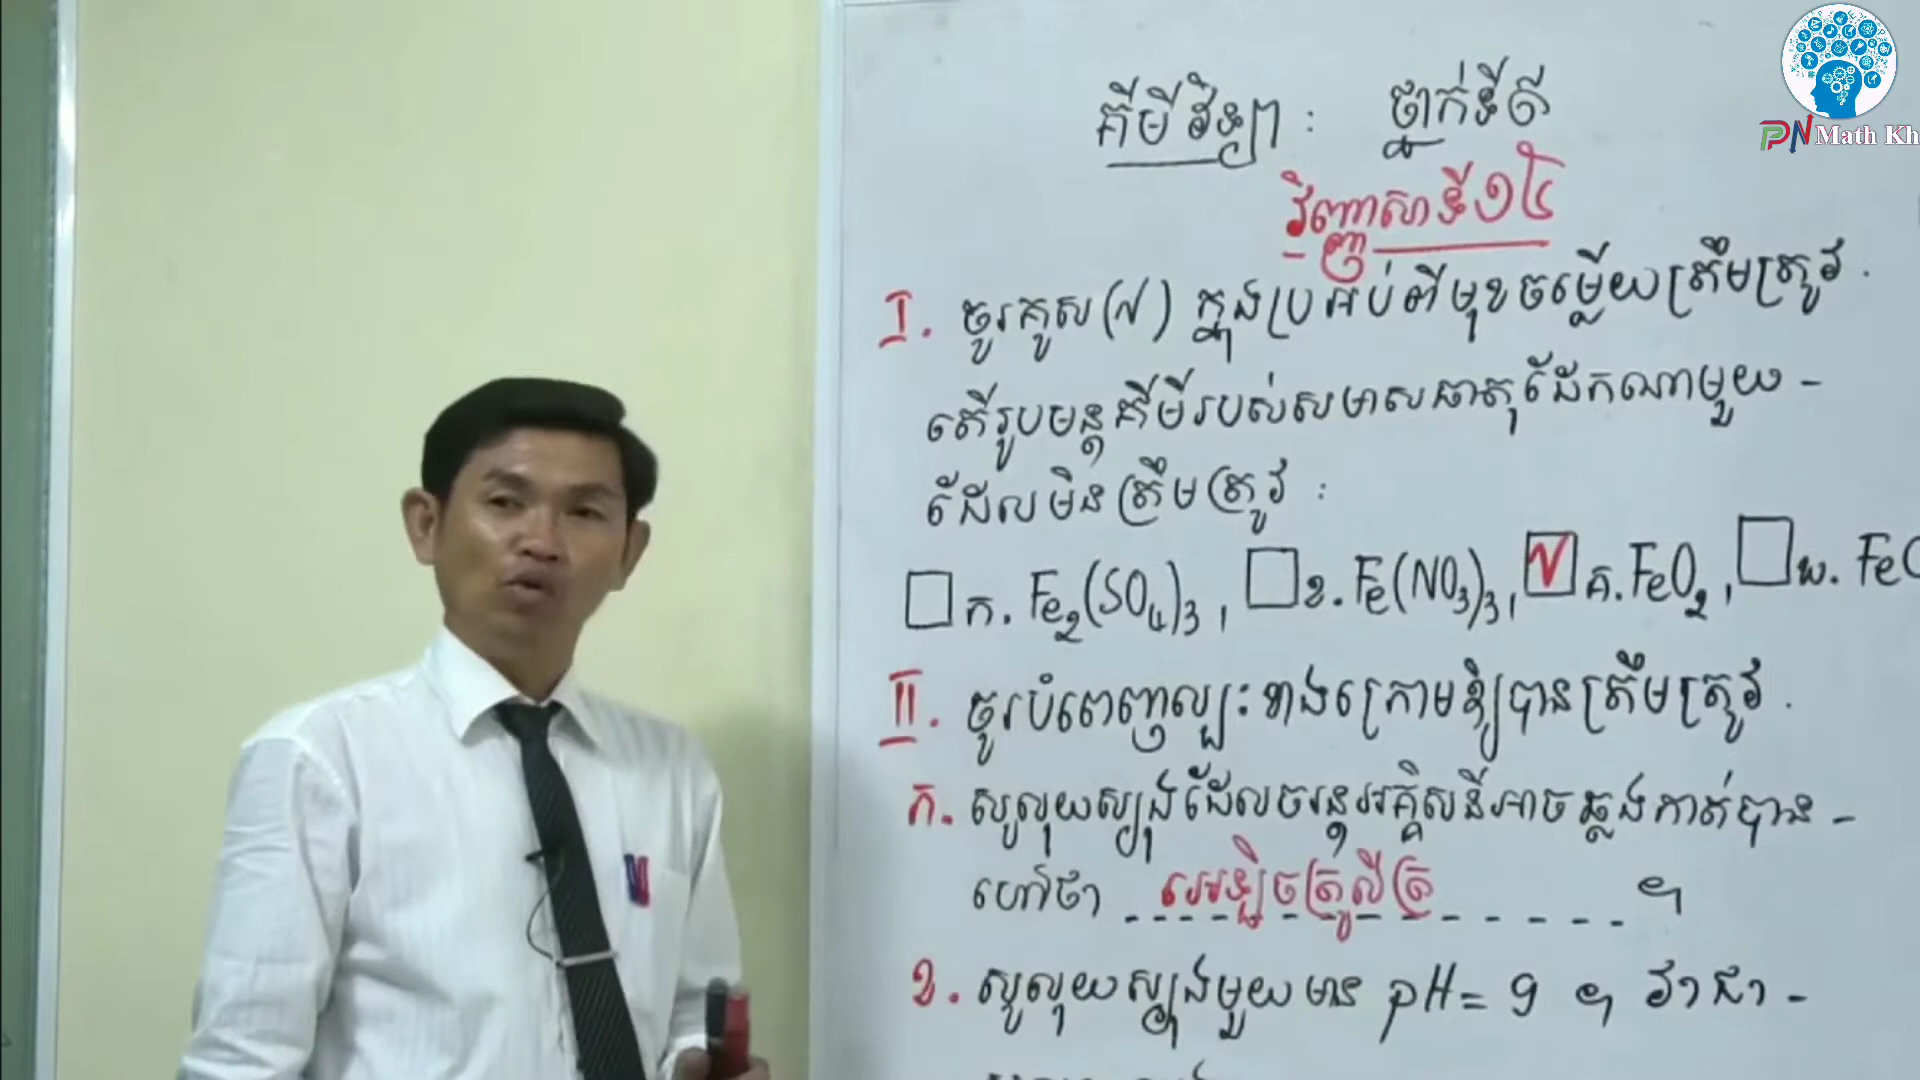 គីមីវិទ្យា : ថ្នាក់ទី៩
វិញ្ញាសាទី១៤
I. ចូរគូស (✓) ក្នុងប្រអប់ពីមុខចម្លើយត្រឹមត្រូវ .
តើរូបមន្តគីមីរបស់សមាសធាតុដែកណាមួយ -
ដែលមិនត្រឹមត្រូវ :
ក. Fe₂(SO₄)₃ , ខ. Fe(NO₃)₃ , ✓ គ. FeO₂ , ឃ. Fe
II. ចូរបំពេញល្បះខាងក្រោមឱ្យបានត្រឹមត្រូវ .
ក. សូលុយស្យុងដែលចរន្តអគ្គិសនីអាចឆ្លងកាត់បាន -
ហៅថា អេឡិចត្រូលីត្រ ។
ខ. សូលុយស្យុងមួយមាន pH = 9 ។ វាជា -
PN Math Kh